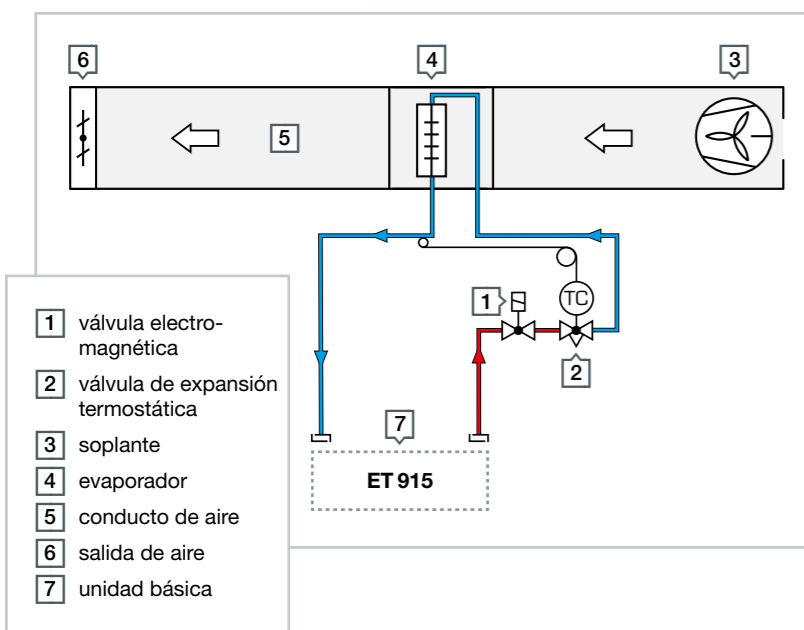 6
4
3
5
1
TC
2
7
ET 915
1 válvula electro-
magnética
2 válvula de expansión
termostática
3 soplante
4 evaporador
5 conducto de aire
6 salida de aire
7 unidad básica